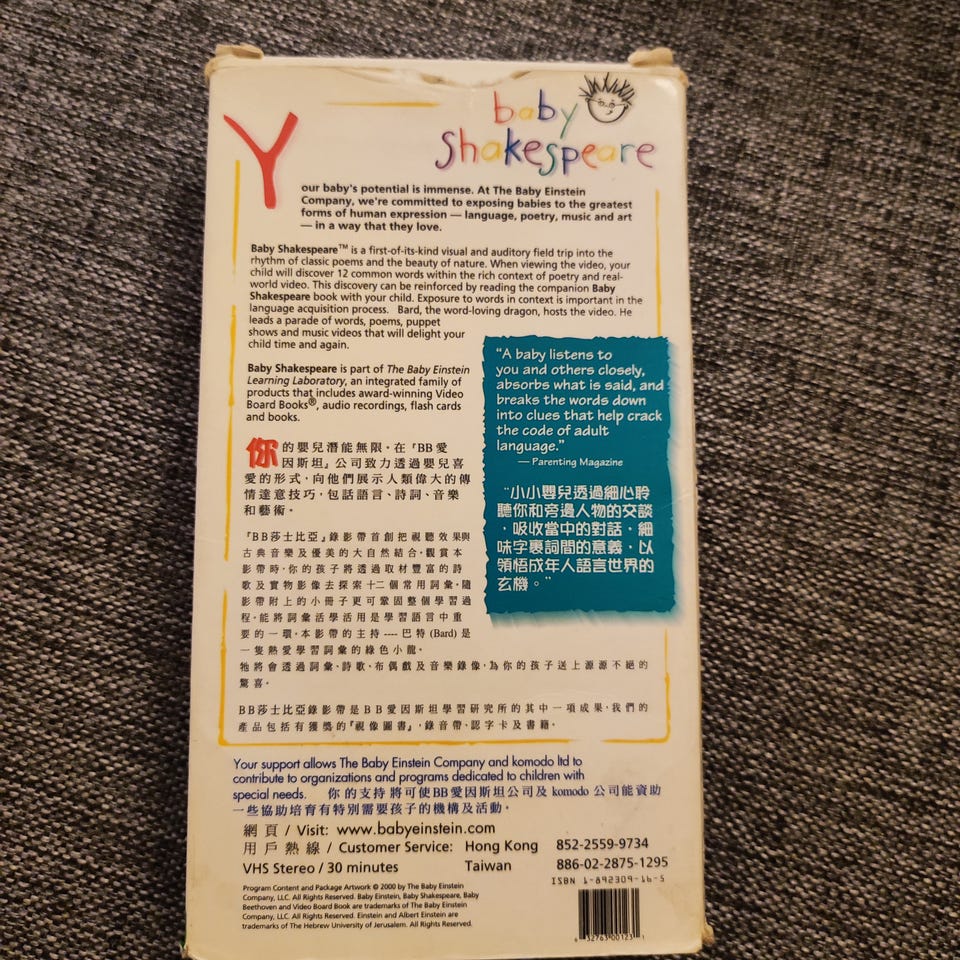 baby
shakespeare
Y
our baby's potential is immense. At The Baby Einstein
Company, we're committed to exposing babies to the greatest
forms of human expression — language, poetry, music and art
— in a way that they love.
Baby Shakespeare™ is a first-of-its-kind visual and auditory field trip into the
rhythm of classic poems and the beauty of nature. When viewing the video, your
child will discover 12 common words within the rich context of poetry and real-
world video. This discovery can be reinforced by reading the companion Baby
Shakespeare book with your child. Exposure to words in context is important in the
language acquisition process. Bard, the word-loving dragon, hosts the video. He
leads a parade of words, poems, puppet
shows and music videos that will delight your
child time and again.
Baby Shakespeare is part of The Baby Einstein
Learning Laboratory, an integrated family of
products that includes award-winning Video
Board Books®, audio recordings, flash cards
and books.
"A baby listens to
you and others closely,
absorbs what is said, and
breaks the words down
into clues that help crack
the code of adult
language."
— Parenting Magazine
"小小嬰兒透過細心聆
聽你和旁邊人物的交談
，吸收當中的對話，細
味字裏詞間的意義，以
領悟成年人語言世界的
玄機。"
你的嬰兒潛能無限。在『BB愛
因斯坦』公司致力透過嬰兒喜
愛的形式，向他們展示人類偉大的傳
情達意技巧，包話語言、詩詞、音樂
和藝術。
『BB莎士比亞』錄影帶首創把視聽效果與
古典音樂及優美的大自然結合。觀賞本
影帶時，你的孩子將透過取材豐富的詩
歌及實物影像去探索十二個常用詞彙。隨
影帶附上的小冊子更可鞏固整個學習過
程。能將詞彙活學活用是學習語言中重
要的一環。本影帶的主持 ---- 巴特 (Bard) 是
一隻熱愛學習詞彙的綠色小龍。
牠將會透過詞彙、詩歌、布偶戲及音樂錄像，為你的孩子送上源源不絕的
驚喜。
BB莎士比亞錄影帶是BB愛因斯坦學習研究所的其中一項成果。我們的
產品包括有獲獎的『視像圖書』，錄音帶、認字卡及書籍。
Your support allows The Baby Einstein Company and komodo ltd to
contribute to organizations and programs dedicated to children with
special needs. 你的支持將可使BB愛因斯坦公司及 komodo 公司能資助
一些協助培育有特別需要孩子的機構及活動。
網頁 / Visit: www.babyeinstein.com
用戶熱線 / Customer Service: Hong Kong 852-2559-9734
VHS Stereo / 30 minutes Taiwan 886-02-2875-1295
ISBN 1-892309-16-5
Program Content and Package Artwork © 2000 by The Baby Einstein
Company, LLC. All Rights Reserved. Baby Einstein, Baby Shakespeare, Baby
Beethoven and Video Board Book are trademarks of The Baby Einstein
Company, LLC. All Rights Reserved. Einstein and Albert Einstein are
trademarks of The Hebrew University of Jerusalem. All Rights Reserved.
32763 00123 1